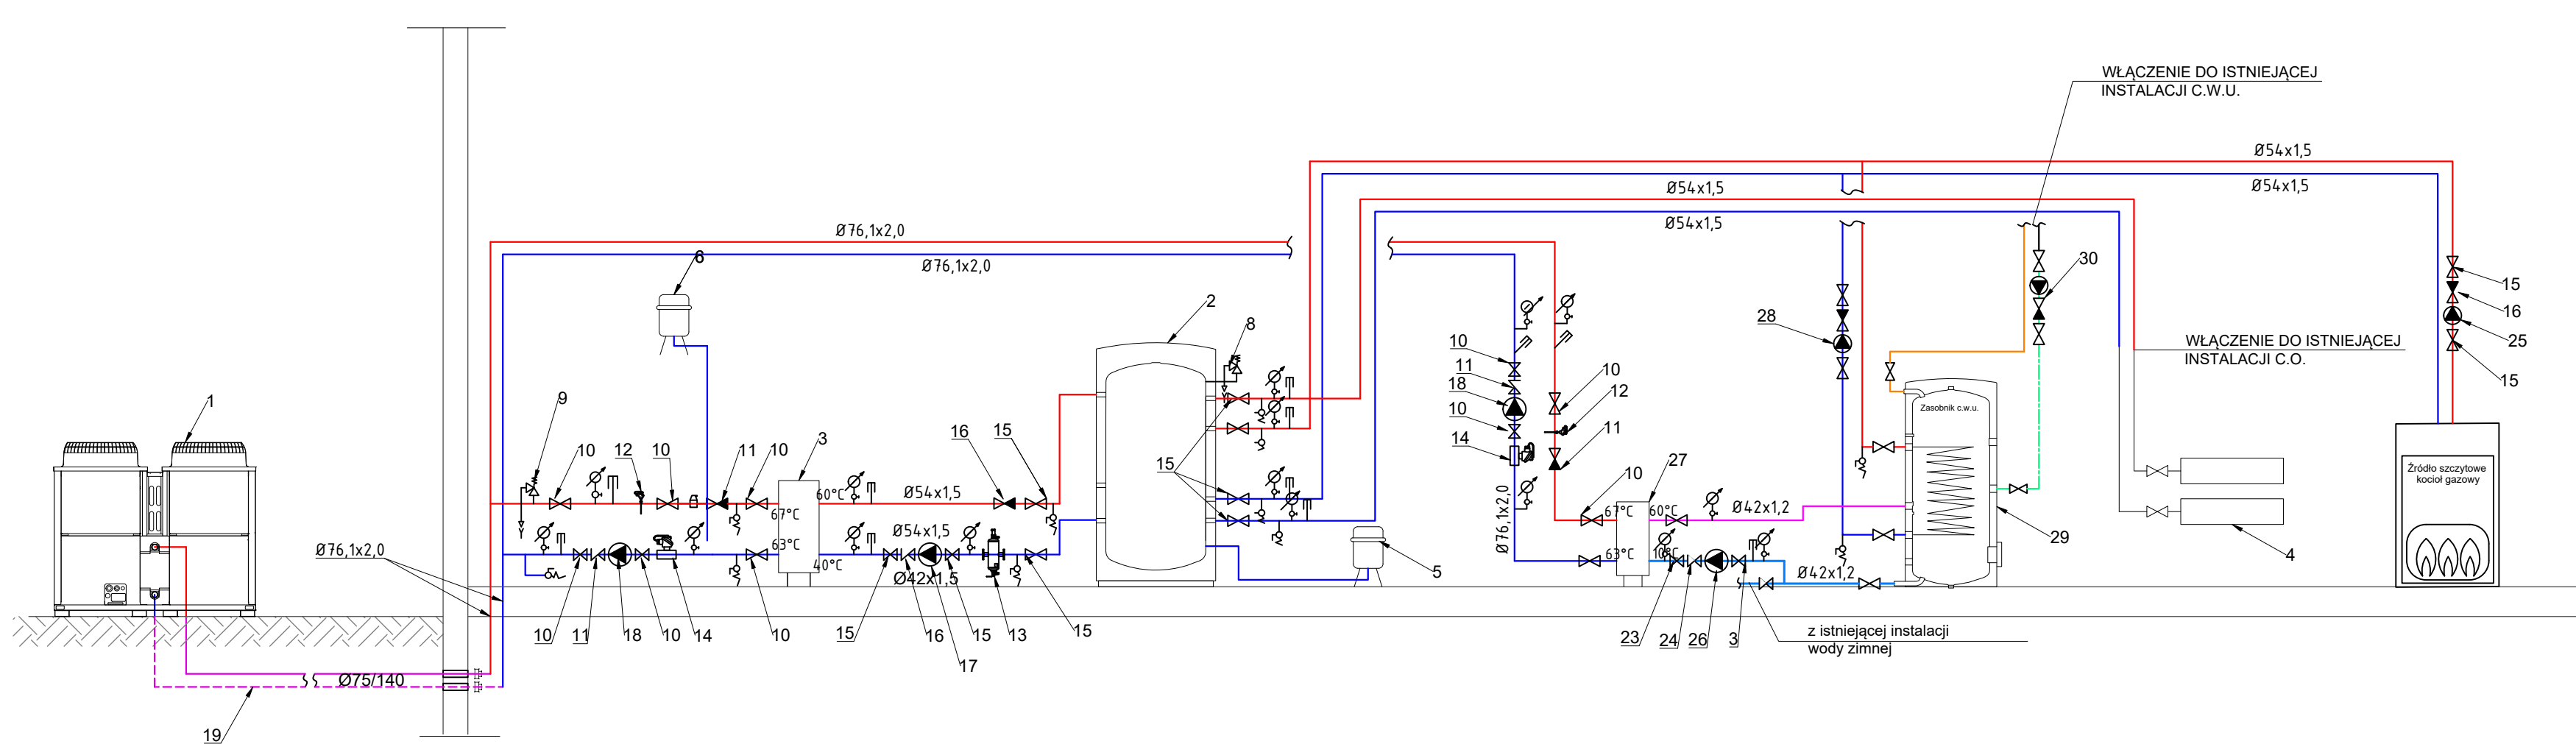 WŁĄCZENIE DO ISTNIEJĄCEJ
INSTALACJI C.W.U.
Ø54x1,5
Ø54x1,5
Ø54x1,5
Ø54x1,5
Ø76,1x2,0
Ø76,1x2,0
6
30
15
16
25
15
28
WŁĄCZENIE DO ISTNIEJĄCEJ
INSTALACJI C.O.
2
8
10
11
18
10
14
10
12
11
1
9
10
12
10
11
10
3
16
15
15
10
27
Zasobnik c.w.u.
Źródło szczytowe
kocioł gazowy
60°C
67°C
63°C
40°C
Ø54x1,5
Ø54x1,5
Ø42x1,5
Ø76,1x2,0
67°C
60°C
63°C
10°C
Ø42x1,2
Ø42x1,2
29
4
5
Ø76,1x2,0
10
11
18
10
14
10
15
16
15
13
15
17
23
24
26
3
z istniejącej instalacji
wody zimnej
Ø75/140
19